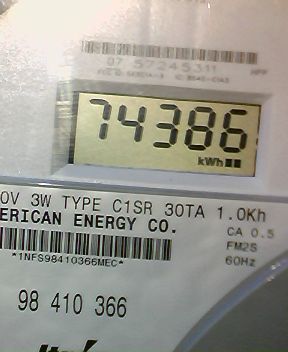 07 57245311
74386
kWh
0V 3W TYPE C1SR 30TA 1.0Kh
ERICAN ENERGY CO.
CA 0.5
FM2S
60Hz
*1NFS98410366MEC*
98 410 366